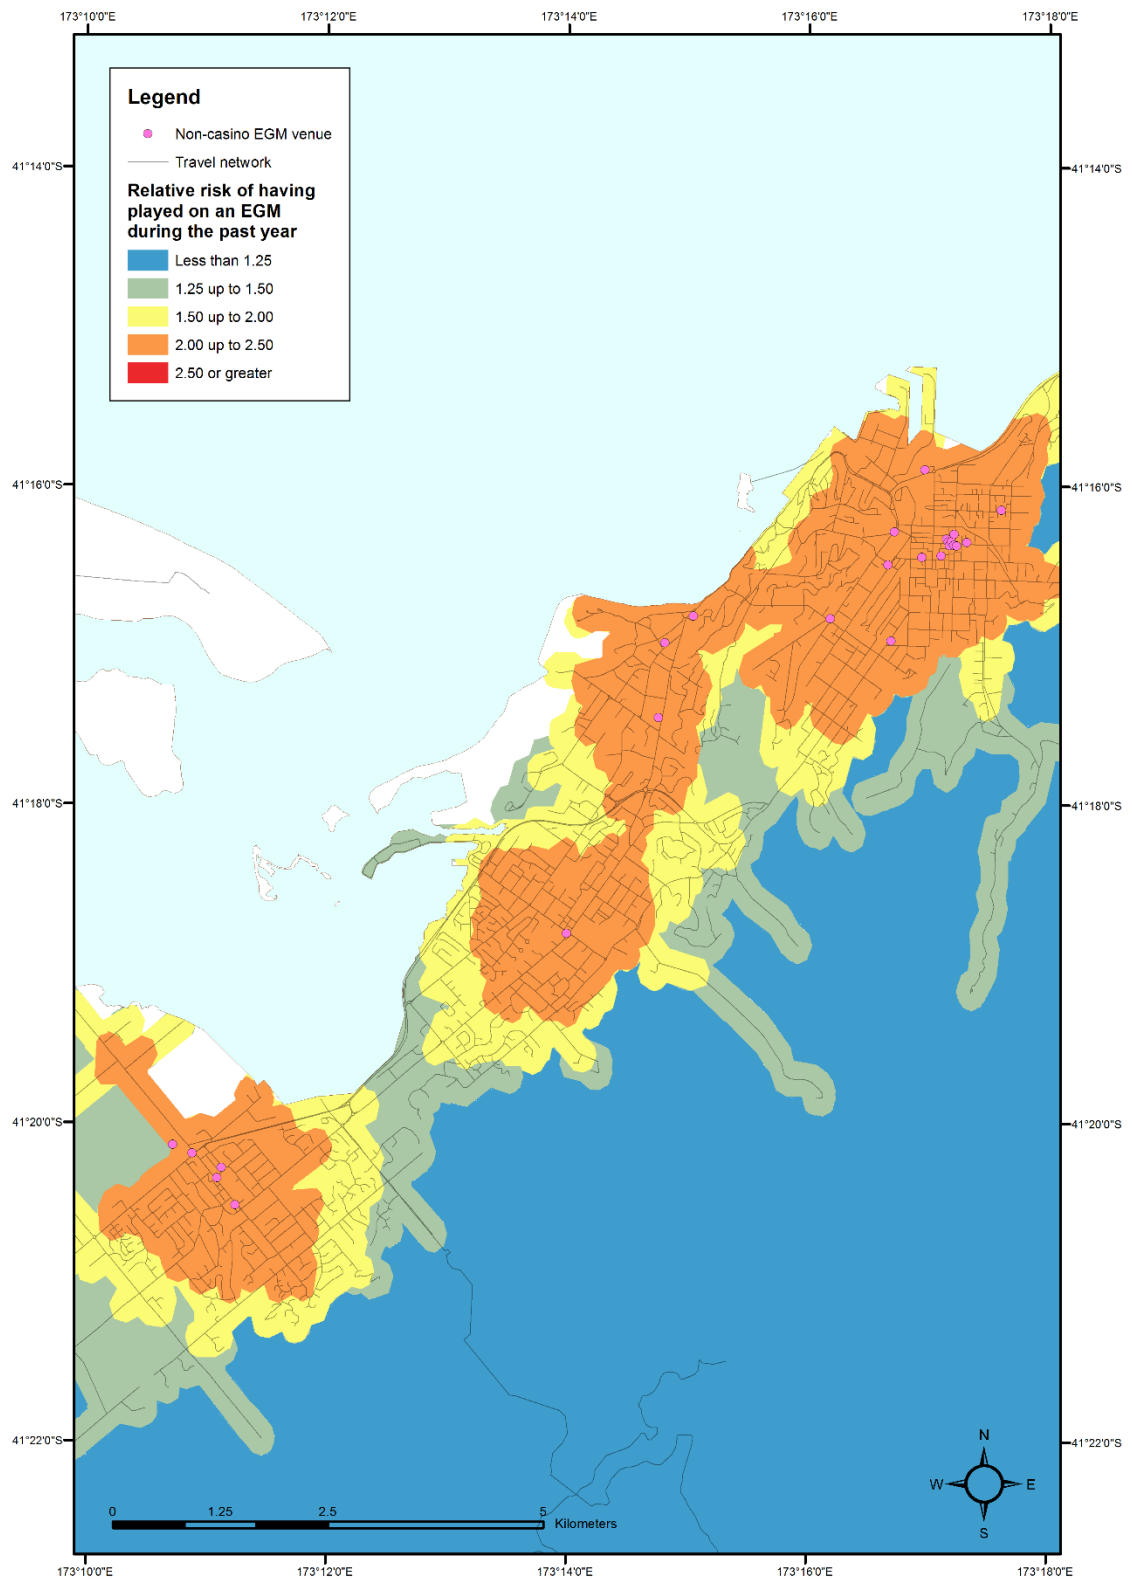 173°10'0"E 173°12'0"E 173°14'0"E 173°16'0"E 173°18'0"E
Legend
Non-casino EGM venue
Travel network
Relative risk of having
played on an EGM
during the past year
Less than 1.25
1.25 up to 1.50
1.50 up to 2.00
2.00 up to 2.50
2.50 or greater
41°14'0"S 41°14'0"S
41°16'0"S 41°16'0"S
41°18'0"S 41°18'0"S
41°20'0"S 41°20'0"S
41°22'0"S 41°22'0"S
N
W E
S
0 1.25 2.5 5
Kilometers
173°10'0"E 173°12'0"E 173°14'0"E 173°16'0"E 173°18'0"E